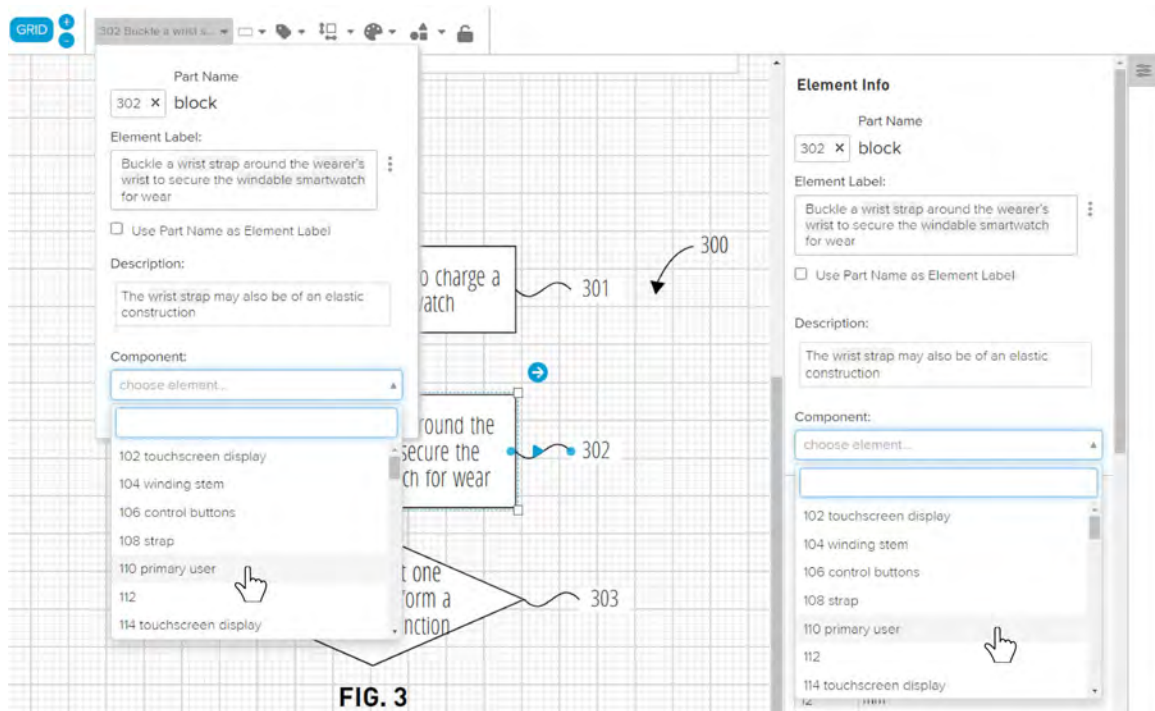 GRID
302 Buckle a wrist s...
Part Name
302 × block
Element Label:
Buckle a wrist strap around the wearer's
wrist to secure the windable smartwatch
for wear
Use Part Name as Element Label
Description:
The wrist strap may also be of an elastic
construction
Component:
choose element...
102 touchscreen display
104 winding stem
106 control buttons
108 strap
110 primary user
112
114 touchscreen display
o charge a
atch
301
300
round the
secure the
ch for wear
302
t one
form a
nction
303
FIG. 3
Element Info
Part Name
302 × block
Element Label:
Buckle a wrist strap around the wearer's
wrist to secure the windable smartwatch
for wear
Use Part Name as Element Label
Description:
The wrist strap may also be of an elastic
construction
Component:
choose element...
102 touchscreen display
104 winding stem
106 control buttons
108 strap
110 primary user
112
114 touchscreen display